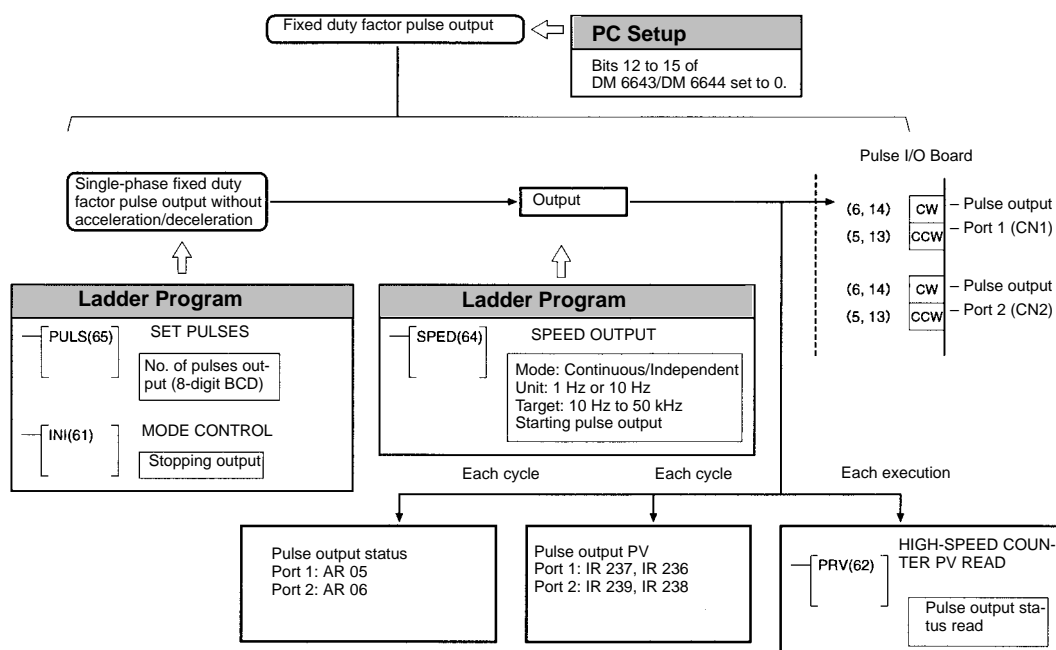 Fixed duty factor pulse output
PC Setup
Bits 12 to 15 of
DM 6643/DM 6644 set to 0.
Pulse I/O Board
Single-phase fixed duty
factor pulse output without
acceleration/deceleration
Output
(6, 14) CW – Pulse output
(5, 13) CCW – Port 1 (CN1)
(6, 14) CW – Pulse output
(5, 13) CCW – Port 2 (CN2)
Ladder Program
PULS(65) SET PULSES
No. of pulses out-
put (8-digit BCD)
INI(61) MODE CONTROL
Stopping output
Ladder Program
SPED(64) SPEED OUTPUT
Mode: Continuous/Independent
Unit: 1 Hz or 10 Hz
Target: 10 Hz to 50 kHz
Starting pulse output
Each cycle
Each cycle
Each execution
Pulse output status
Port 1: AR 05
Port 2: AR 06
Pulse output PV
Port 1: IR 237, IR 236
Port 2: IR 239, IR 238
HIGH-SPEED COUN-
TER PV READ
PRV(62)
Pulse output sta-
tus read